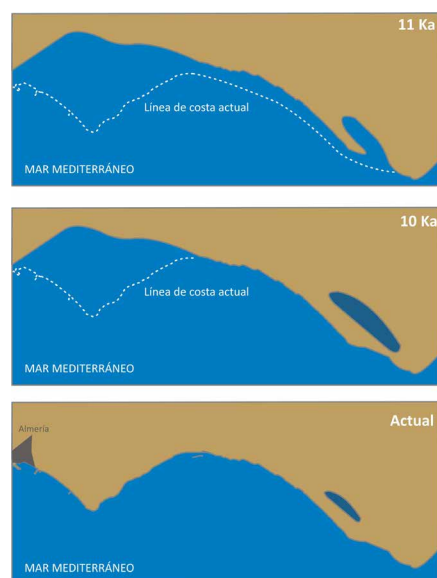 11 Ka
Línea de costa actual
MAR MEDITERRÁNEO
10 Ka
Línea de costa actual
MAR MEDITERRÁNEO
Actual
Almería
MAR MEDITERRÁNEO